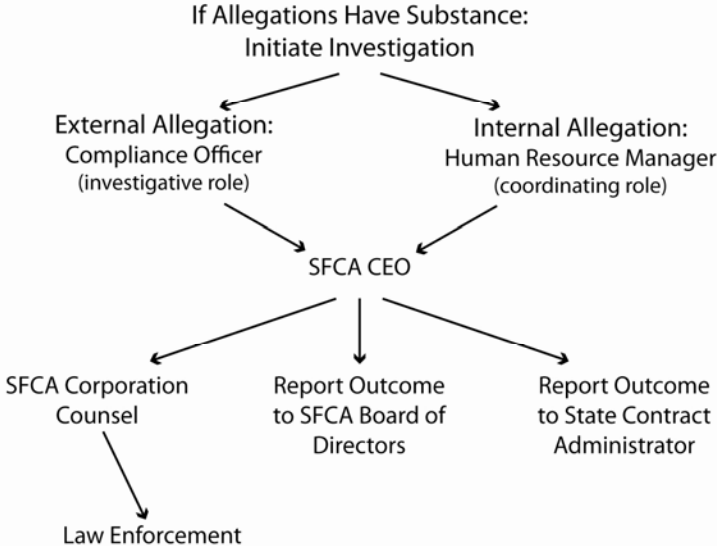 If Allegations Have Substance:
Initiate Investigation
External Allegation:
Compliance Officer
(investigative role)
Internal Allegation:
Human Resource Manager
(coordinating role)
SFCA CEO
SFCA Corporation
Counsel
Report Outcome
to SFCA Board of
Directors
Report Outcome
to State Contract
Administrator
Law Enforcement